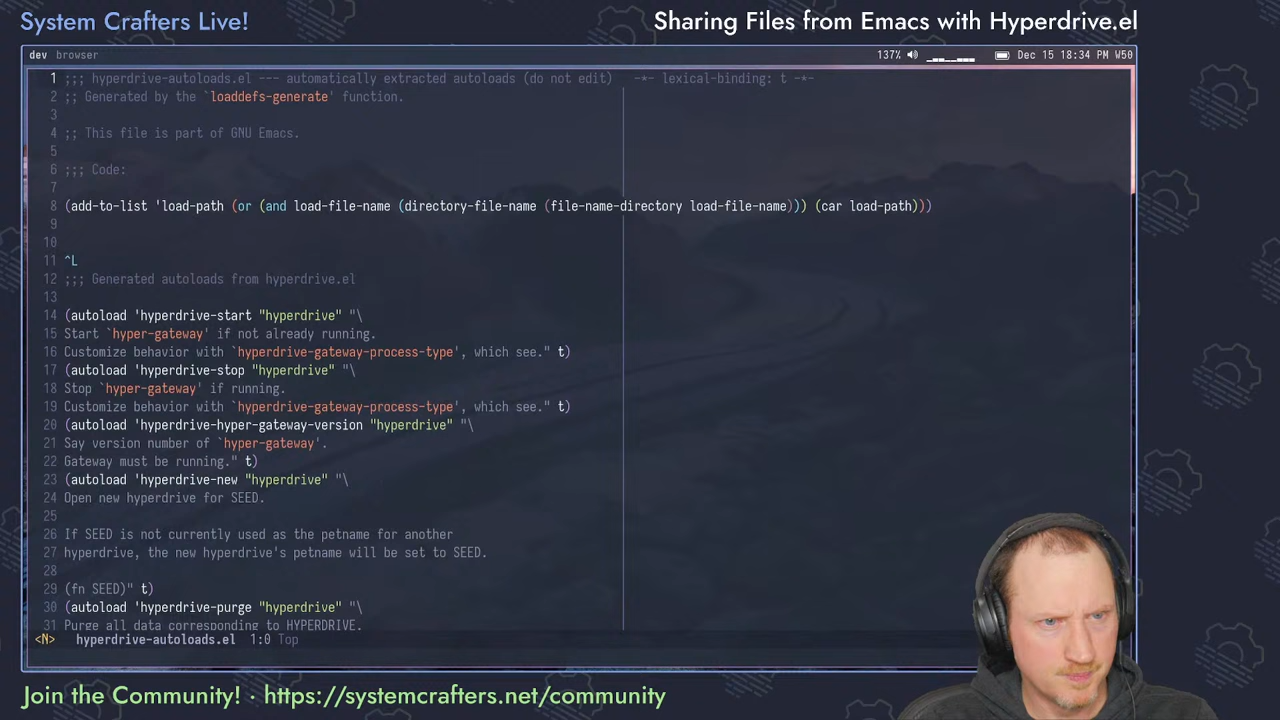 System Crafters Live!
Sharing Files from Emacs with Hyperdrive.el
dev browser
137% Dec 15 18:34 PM W50
1 ;;; hyperdrive-autoloads.el --- automatically extracted autoloads (do not edit)   -*- lexical-binding: t -*-
2 ;; Generated by the `loaddefs-generate' function.
3
4 ;; This file is part of GNU Emacs.
5
6 ;;; Code:
7
8 (add-to-list 'load-path (or (and load-file-name (directory-file-name (file-name-directory load-file-name))) (car load-path)))
9
10
11 ^L
12 ;;; Generated autoloads from hyperdrive.el
13
14 (autoload 'hyperdrive-start "hyperdrive" "\
15 Start `hyper-gateway' if not already running.
16 Customize behavior with `hyperdrive-gateway-process-type', which see." t)
17 (autoload 'hyperdrive-stop "hyperdrive" "\
18 Stop `hyper-gateway' if running.
19 Customize behavior with `hyperdrive-gateway-process-type', which see." t)
20 (autoload 'hyperdrive-hyper-gateway-version "hyperdrive" "\
21 Say version number of `hyper-gateway'.
22 Gateway must be running." t)
23 (autoload 'hyperdrive-new "hyperdrive" "\
24 Open new hyperdrive for SEED.
25
26 If SEED is not currently used as the petname for another
27 hyperdrive, the new hyperdrive's petname will be set to SEED.
28
29 (fn SEED)" t)
30 (autoload 'hyperdrive-purge "hyperdrive" "\
31 Purge all data corresponding to HYPERDRIVE.
<N> hyperdrive-autoloads.el 1:0 Top
Join the Community! · https://systemcrafters.net/community